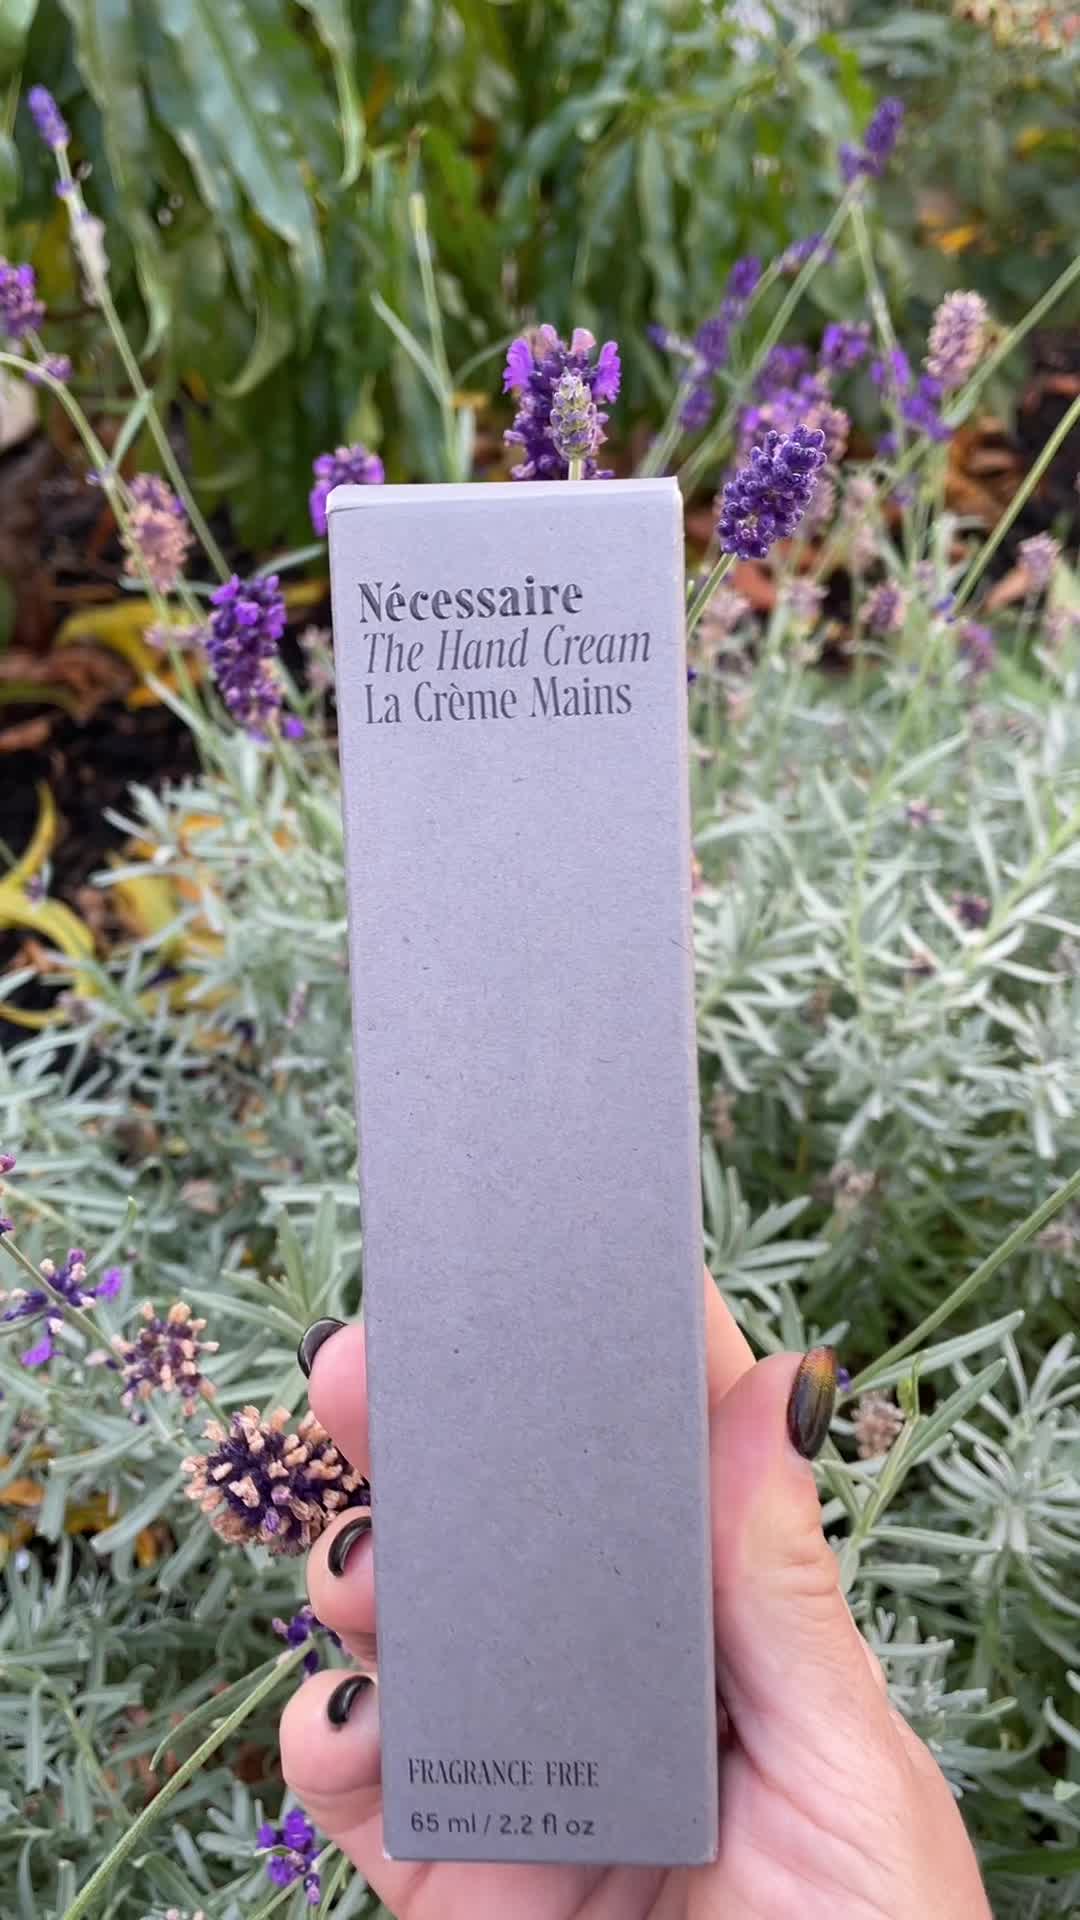 Nécessaire
The Hand Cream
La Crème Mains
FRAGRANCE FREE
65 ml / 2.2 fl oz